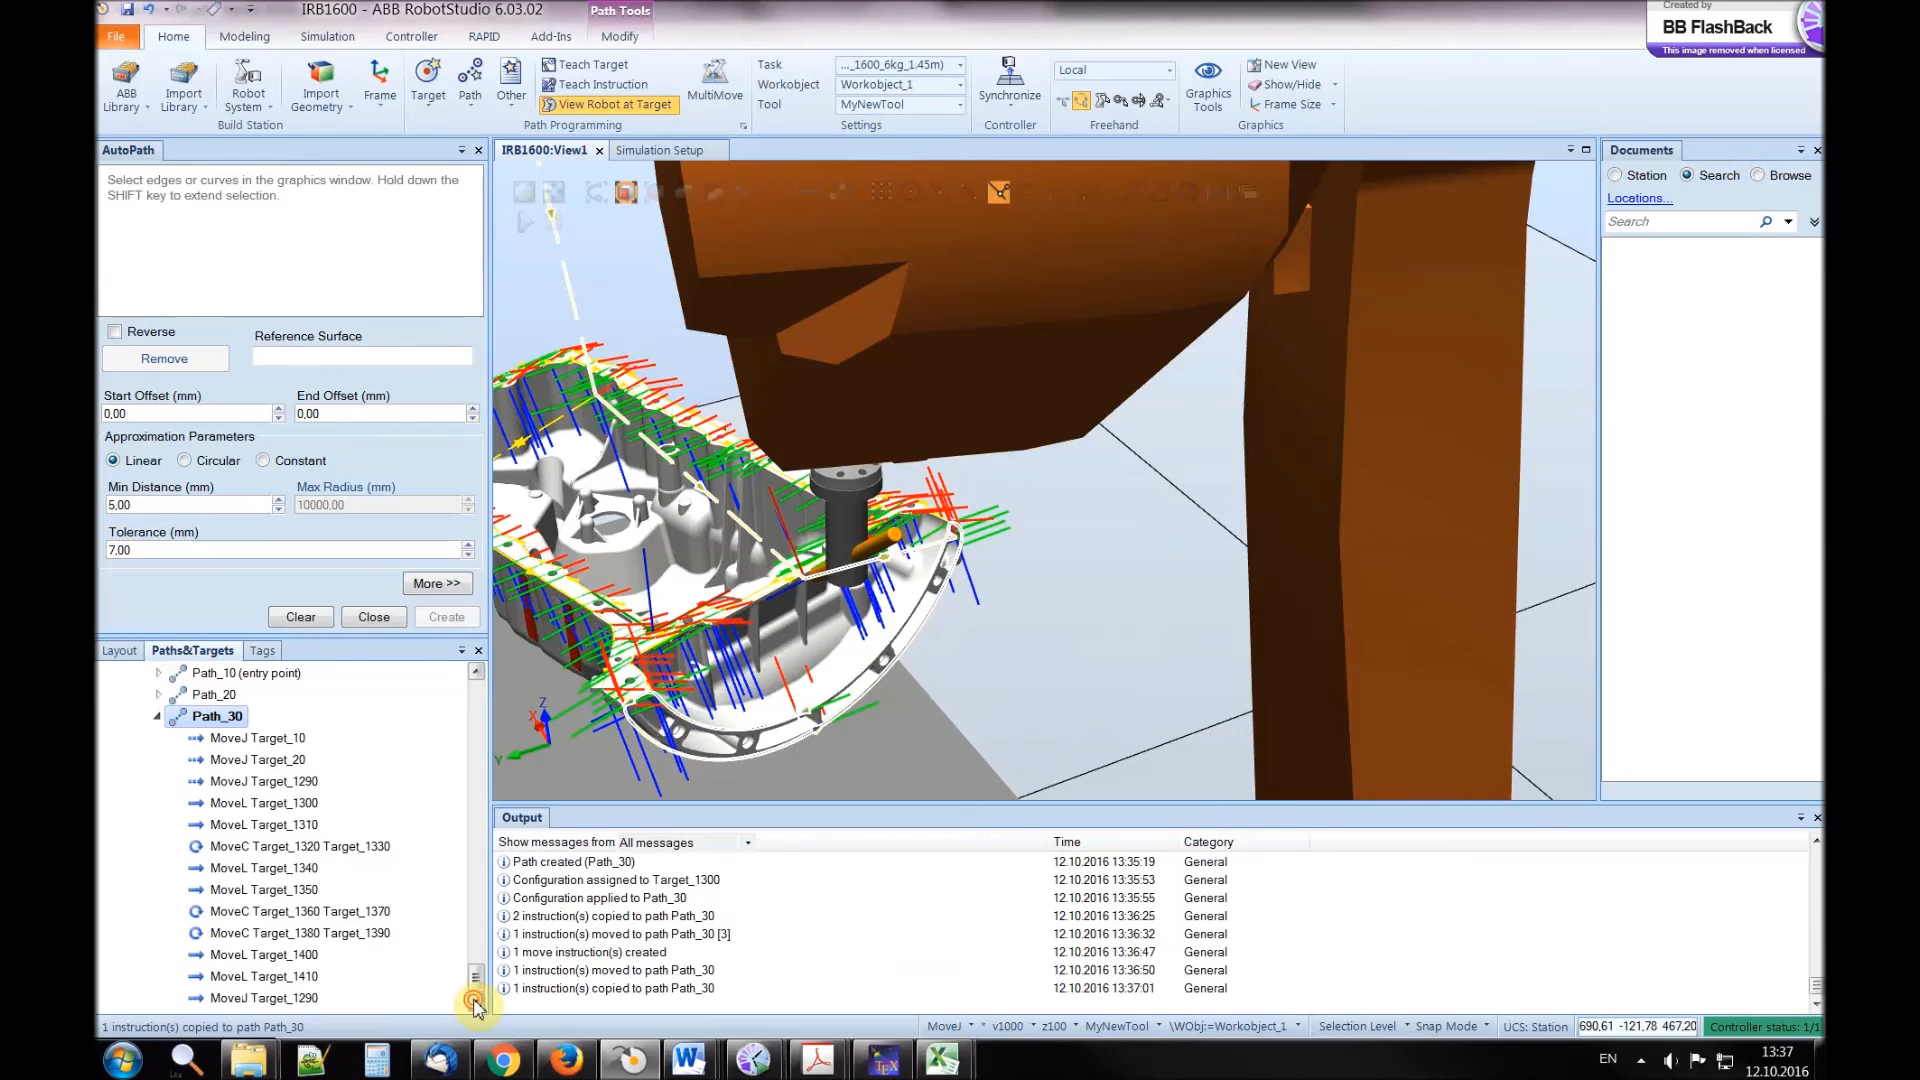 IRB1600 - ABB RobotStudio 6.03.02
Path Tools
Created by
BB FlashBack
This image removed when licensed
File
Home
Modeling
Simulation
Controller
RAPID
Add-Ins
Modify
ABB
Library
Import
Library
Robot
System
Import
Geometry
Frame
Target
Path
Other
Teach Target
Teach Instruction
View Robot at Target
MultiMove
Task
..._1600_6kg_1.45m)
Workobject
Workobject_1
Tool
MyNewTool
Synchronize
Local
Graphics
Tools
New View
Show/Hide
Frame Size
Build Station
Path Programming
Settings
Controller
Freehand
Graphics
AutoPath
IRB1600:View1
Simulation Setup
Documents
Station
Search
Browse
Locations...
Search
Select edges or curves in the graphics window. Hold down the
SHIFT key to extend selection.
Reverse
Reference Surface
Remove
Start Offset (mm)
End Offset (mm)
0,00
0,00
Approximation Parameters
Linear
Circular
Constant
Min Distance (mm)
Max Radius (mm)
5,00
10000.00
Tolerance (mm)
7,00
More >>
Clear
Close
Create
Layout
Paths&Targets
Tags
Path_10 (entry point)
Path_20
Path_30
MoveJ Target_10
MoveJ Target_20
MoveJ Target_1290
MoveL Target_1300
MoveL Target_1310
MoveC Target_1320 Target_1330
MoveL Target_1340
MoveL Target_1350
MoveC Target_1360 Target_1370
MoveC Target_1380 Target_1390
MoveL Target_1400
MoveL Target_1410
MoveJ Target_1290
Z
X
Y
Output
Show messages from
All messages
Time
Category
Path created (Path_30)
12.10.2016 13:35:19
General
Configuration assigned to Target_1300
12.10.2016 13:35:53
General
Configuration applied to Path_30
12.10.2016 13:35:55
General
2 instruction(s) copied to path Path_30
12.10.2016 13:36:25
General
1 instruction(s) moved to path Path_30 [3]
12.10.2016 13:36:32
General
1 move instruction(s) created
12.10.2016 13:36:47
General
1 instruction(s) moved to path Path_30
12.10.2016 13:36:50
General
1 instruction(s) copied to path Path_30
12.10.2016 13:37:01
General
1 instruction(s) copied to path Path_30
MoveJ
*
v1000
z100
MyNewTool
\WObj:=Workobject_1
Selection Level
Snap Mode
UCS: Station
690,61 -121,78 467,20
Controller status: 1/1
EN
13:37
12.10.2016